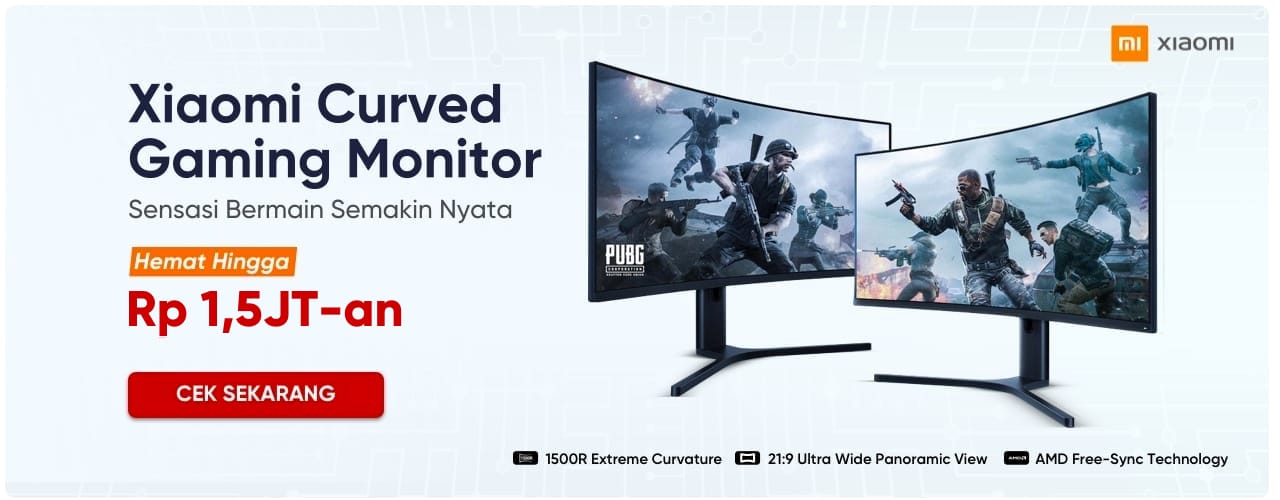 mi xiaomi
Xiaomi Curved
Gaming Monitor
Sensasi Bermain Semakin Nyata
Hemat Hingga
Rp 1,5JT-an
CEK SEKARANG
PUBG
CORPORATION
1500R Extreme Curvature
21:9 Ultra Wide Panoramic View
AMD Free-Sync Technology